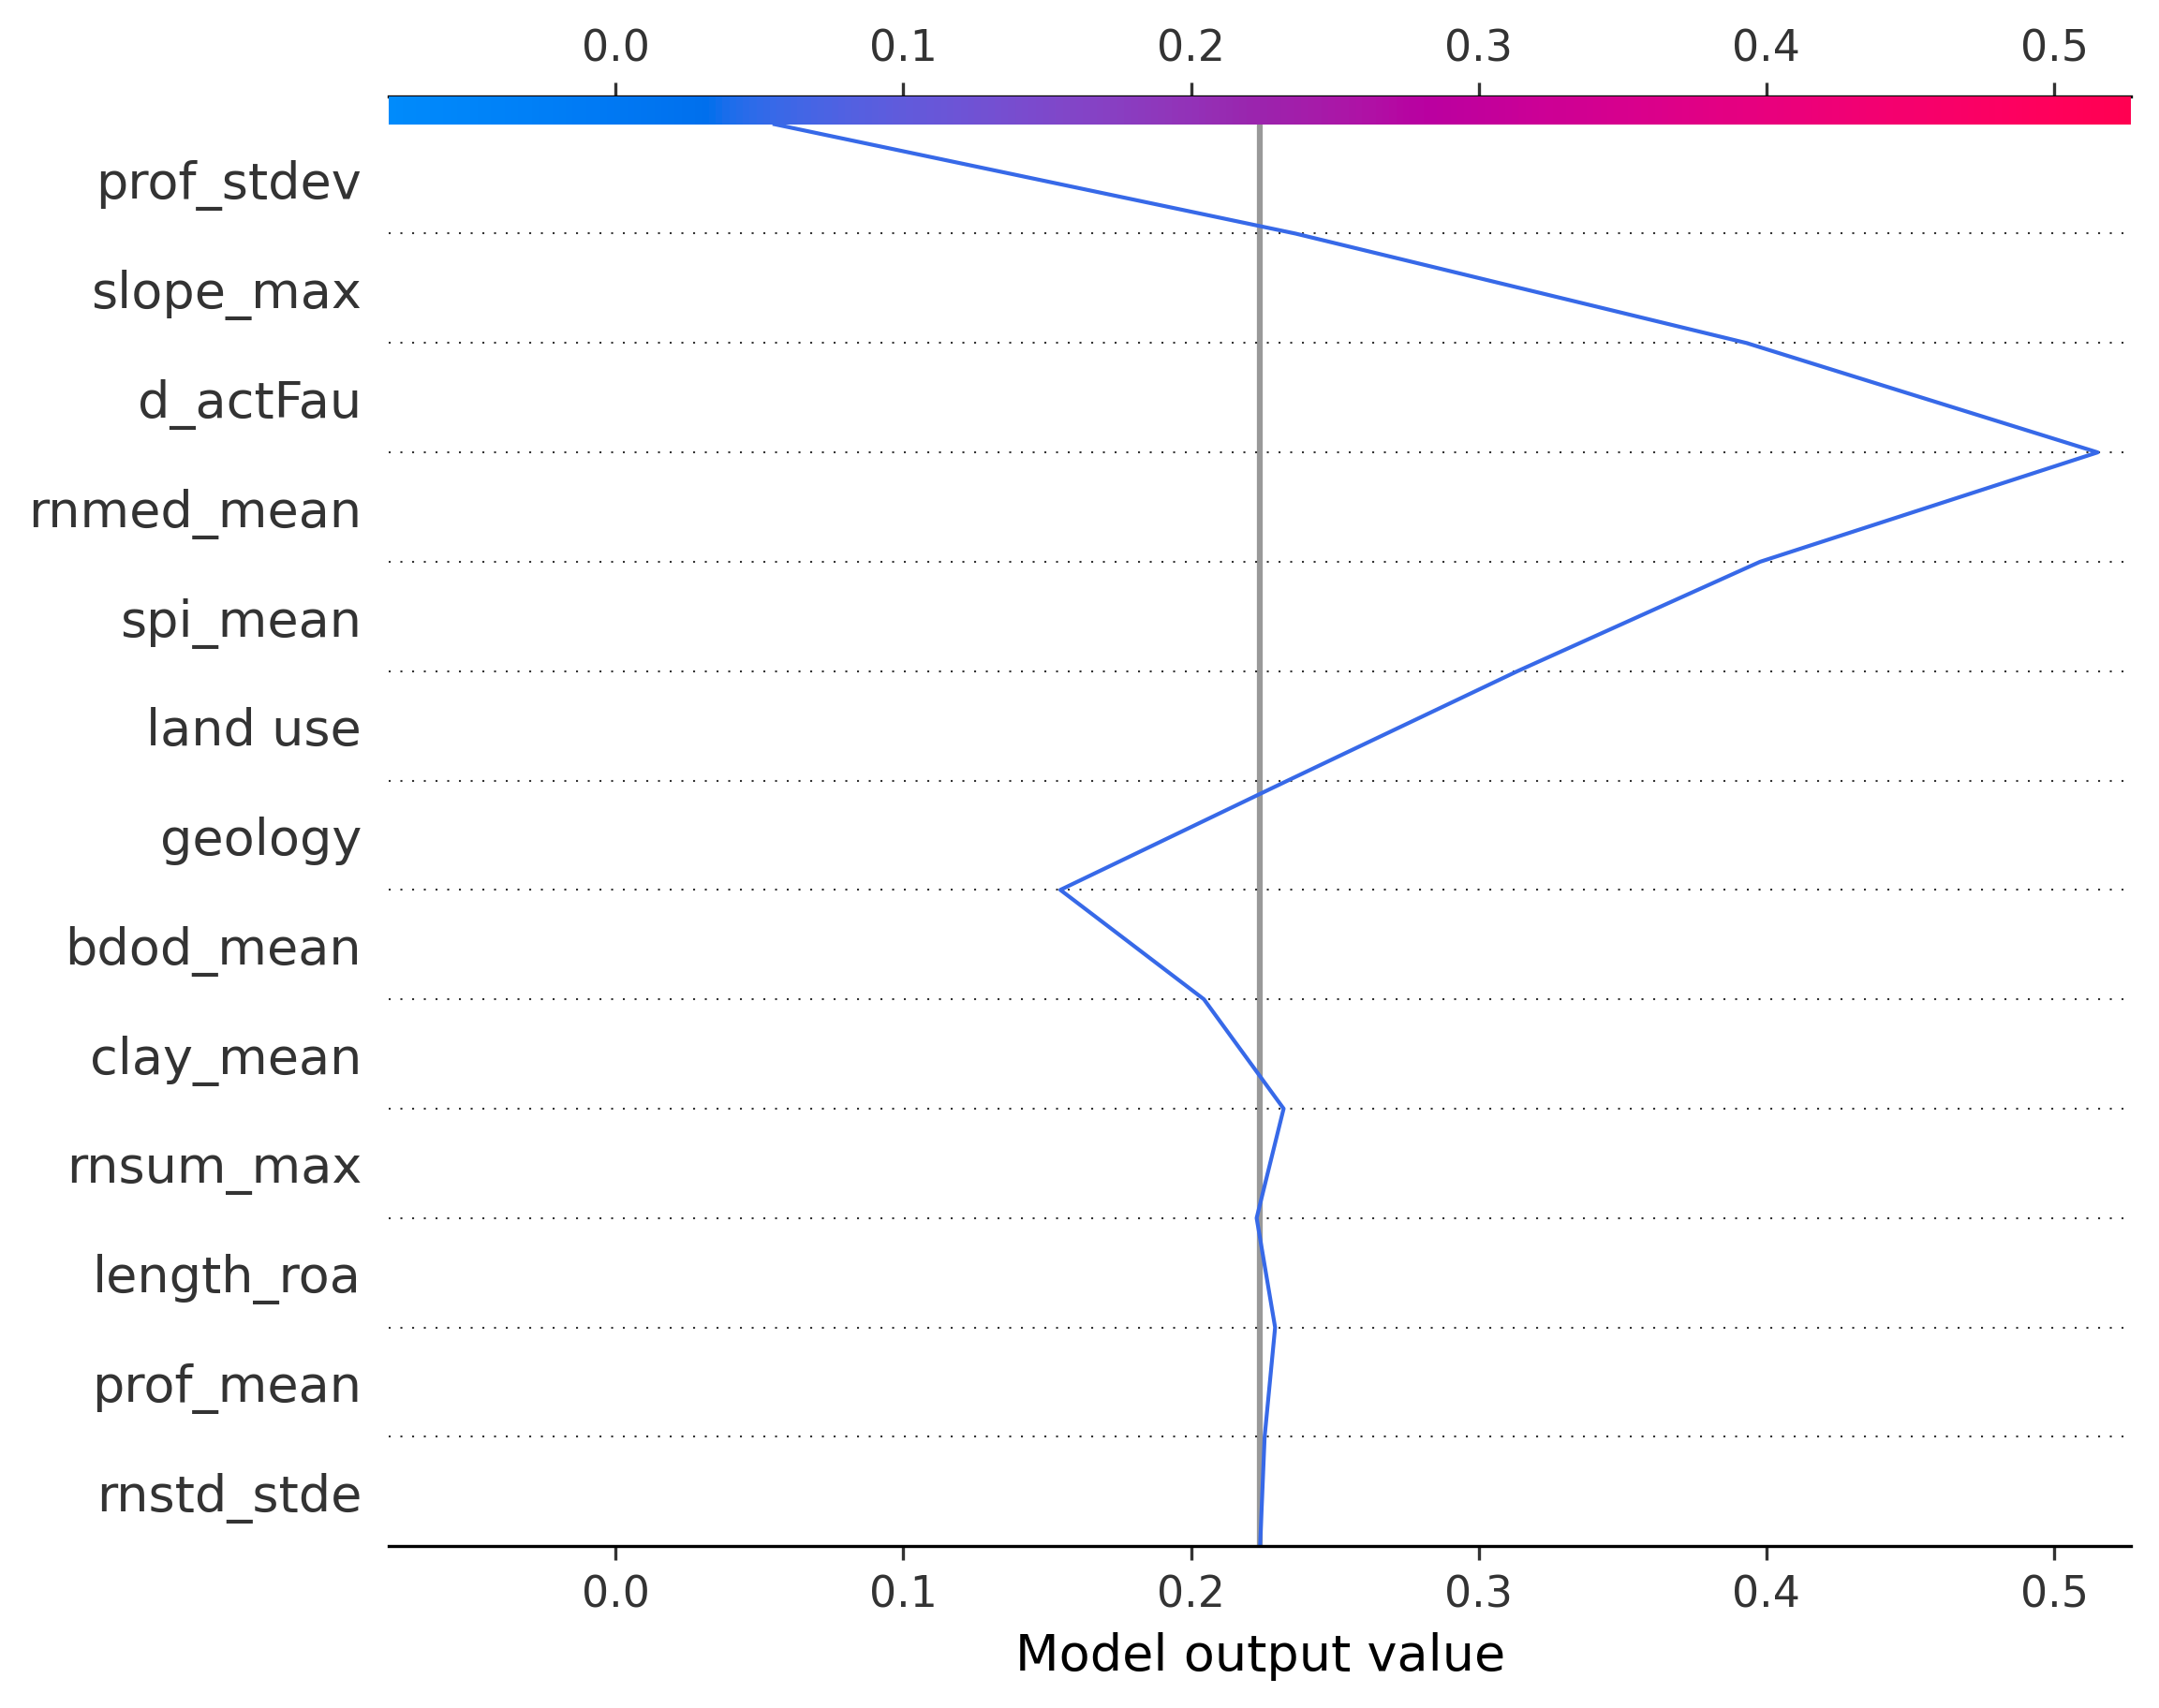 0.0 0.1 0.2 0.3 0.4 0.5
prof_stdev
slope_max
d_actFau
rnmed_mean
spi_mean
land use
geology
bdod_mean
clay_mean
rnsum_max
length_roa
prof_mean
rnstd_stde
0.0 0.1 0.2 0.3 0.4 0.5
Model output value